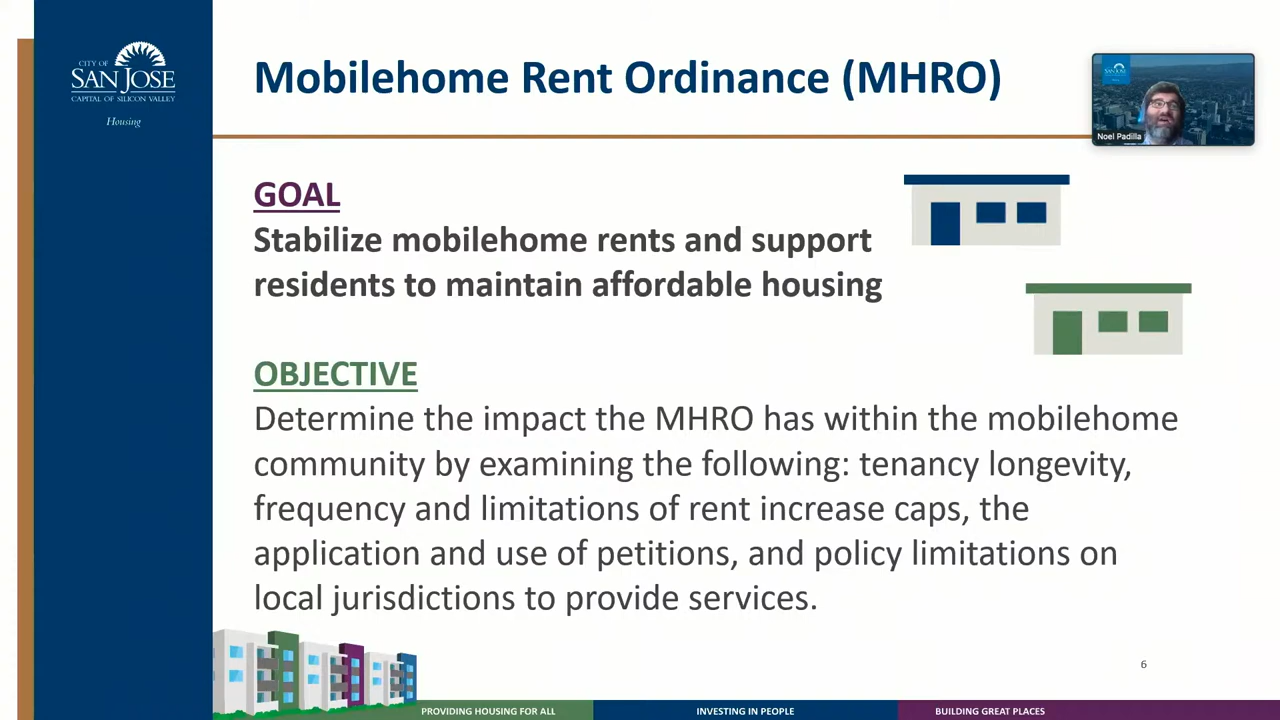 CITY OF
SAN JOSE
CAPITAL OF SILICON VALLEY
Housing
Mobilehome Rent Ordinance (MHRO)
Noel Padilla
GOAL
Stabilize mobilehome rents and support
residents to maintain affordable housing
OBJECTIVE
Determine the impact the MHRO has within the mobilehome
community by examining the following: tenancy longevity,
frequency and limitations of rent increase caps, the
application and use of petitions, and policy limitations on
local jurisdictions to provide services.
6
PROVIDING HOUSING FOR ALL
INVESTING IN PEOPLE
BUILDING GREAT PLACES